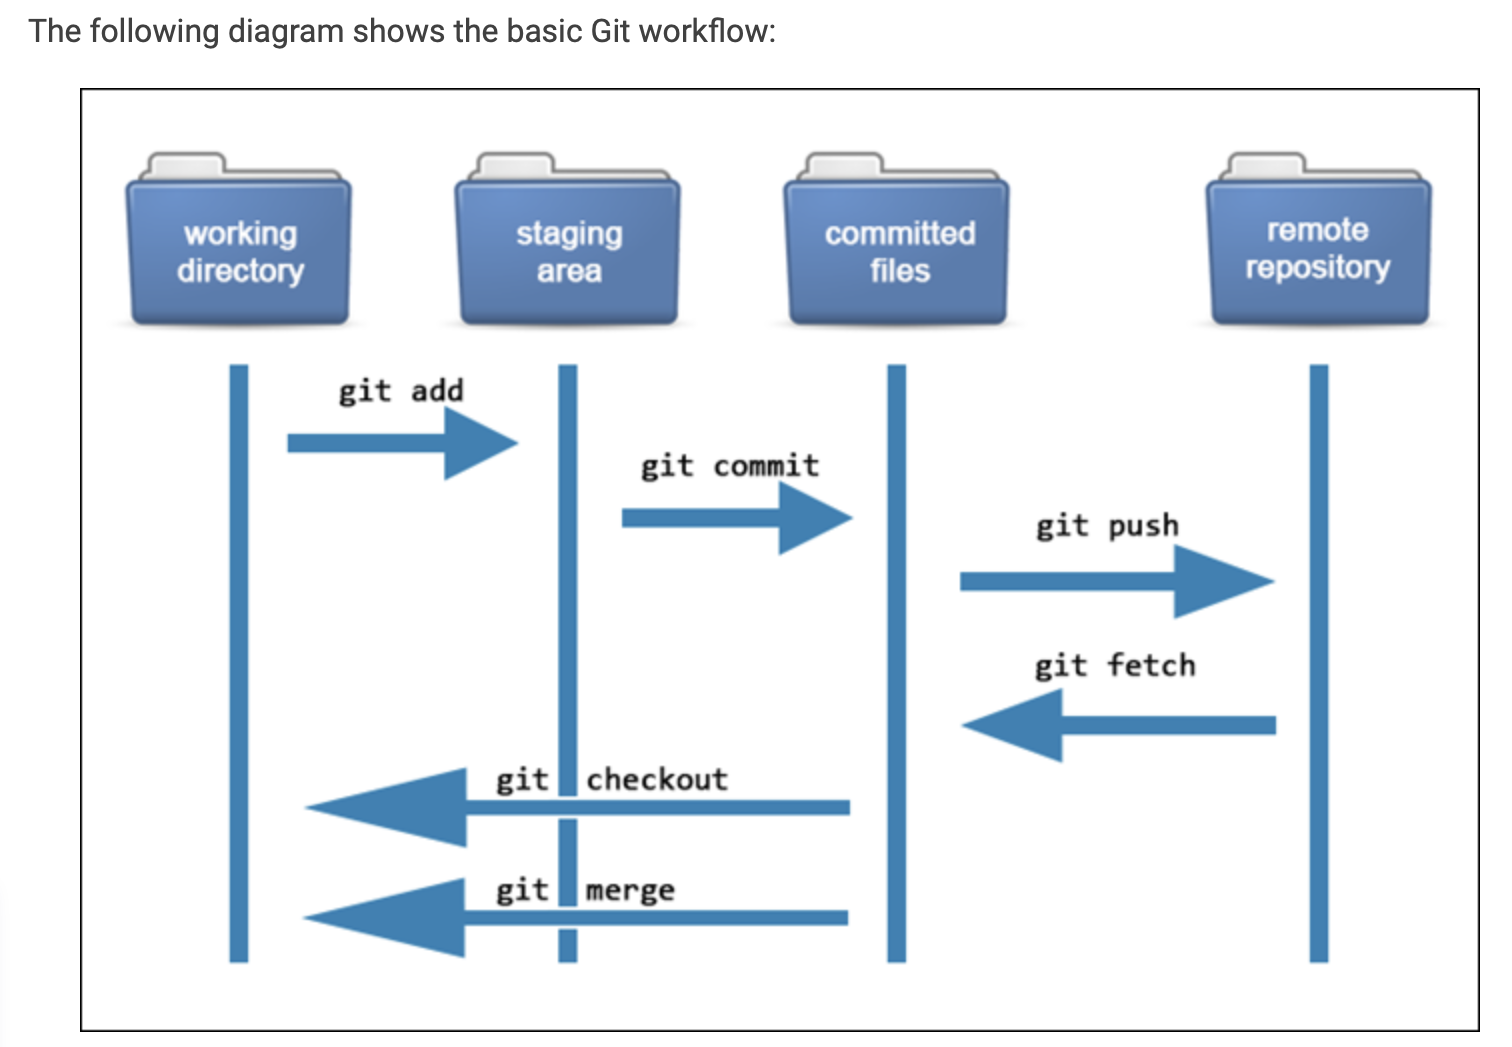 The following diagram shows the basic Git workflow:
working
directory
staging
area
committed
files
remote
repository
git add
git commit
git push
git fetch
git checkout
git merge